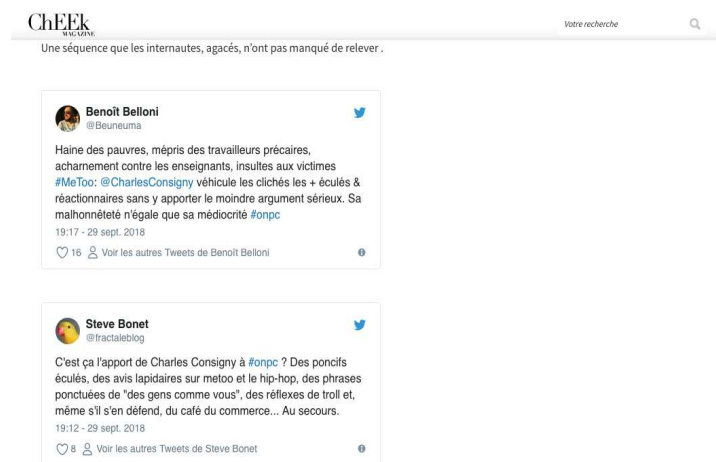 ChEEk
MAGAZINE
Votre recherche
Une séquence que les internautes, agacés, n'ont pas manqué de relever .
Benoît Belloni
@Beuneuma
Haine des pauvres, mépris des travailleurs précaires,
acharnement contre les enseignants, insultes aux victimes
#MeToo: @CharlesConsigny véhicule les clichés les + éculés &
réactionnaires sans y apporter le moindre argument sérieux. Sa
malhonnêteté n'égale que sa médiocrité #onpc
19:17 - 29 sept. 2018
16 Voir les autres Tweets de Benoît Belloni
Steve Bonet
@fractaleblog
C'est ça l'apport de Charles Consigny à #onpc ? Des poncifs
éculés, des avis lapidaires sur metoo et le hip-hop, des phrases
ponctuées de "des gens comme vous", des réflexes de troll et,
même s'il s'en défend, du café du commerce... Au secours.
19:12 - 29 sept. 2018
8 Voir les autres Tweets de Steve Bonet